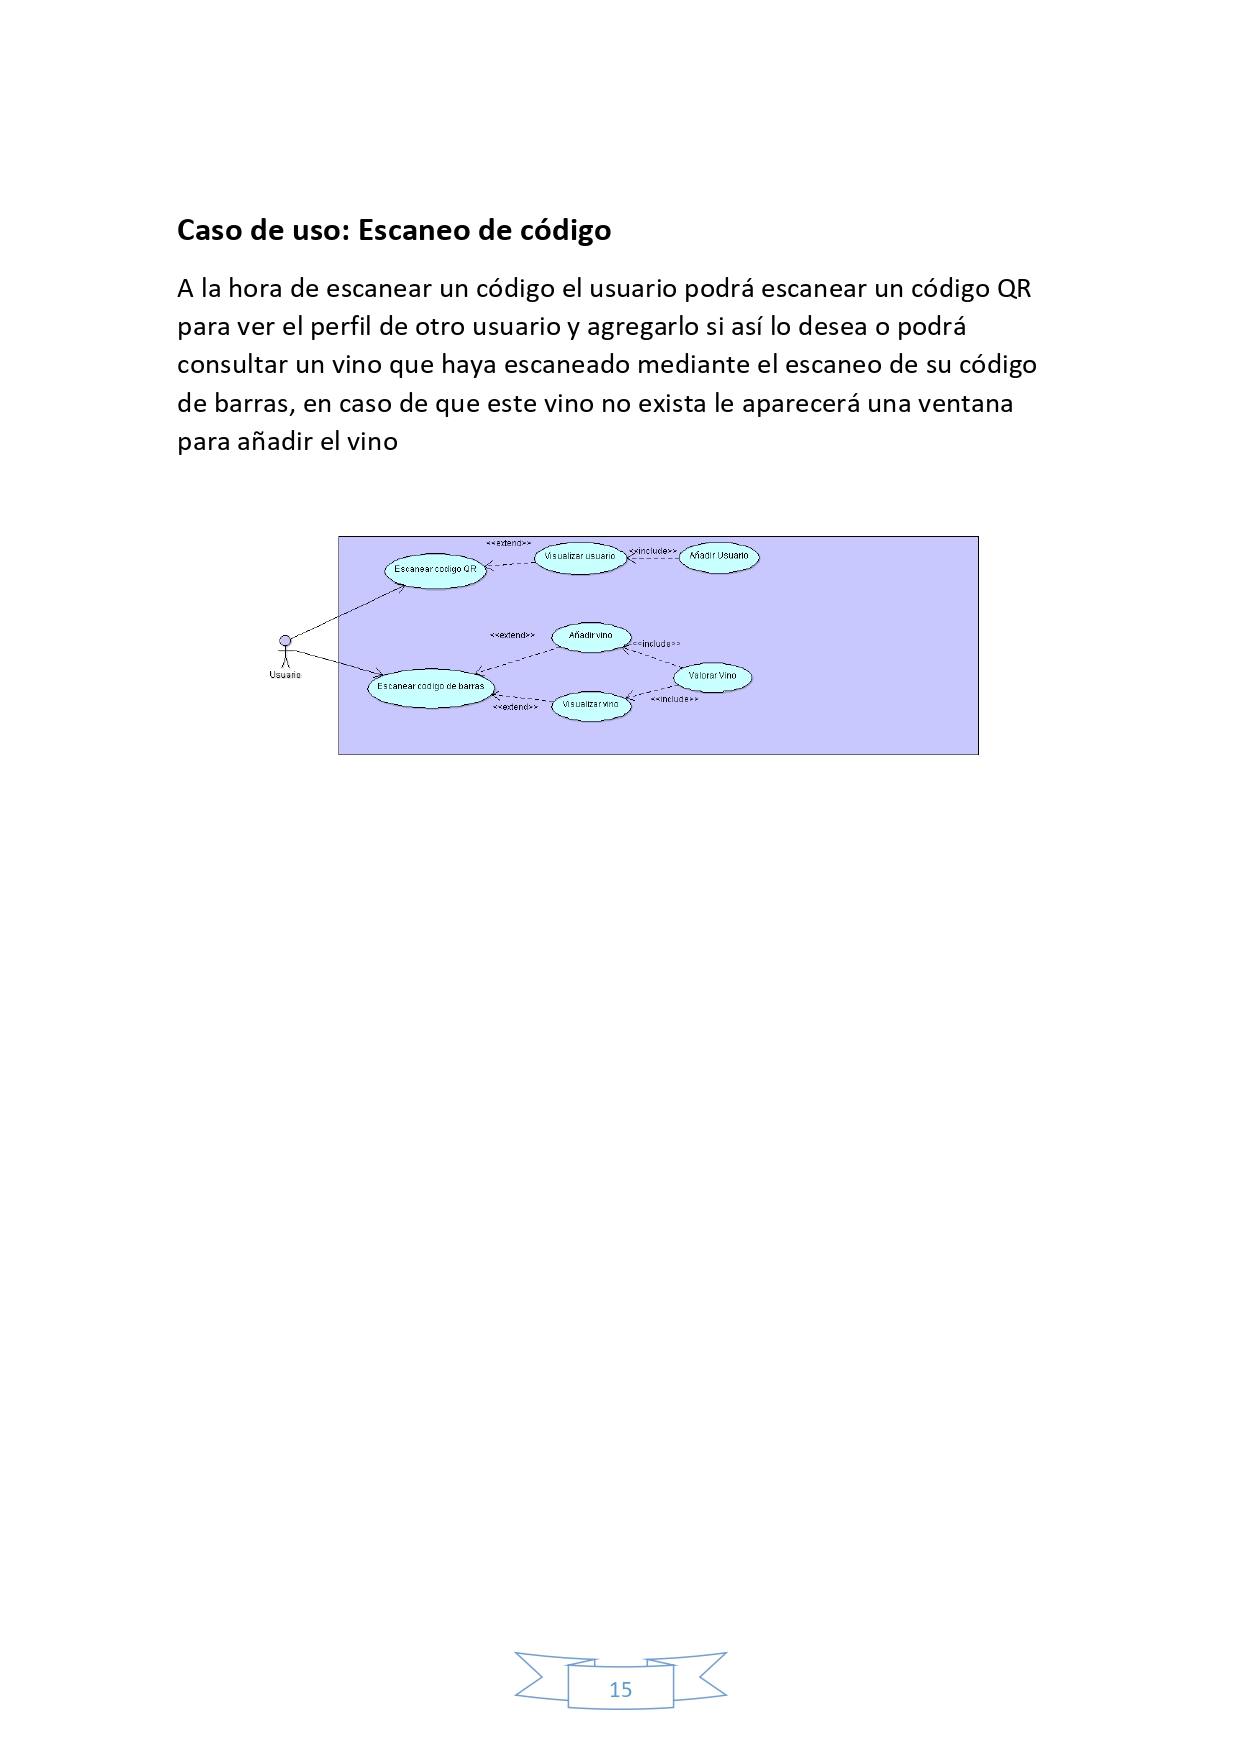 Caso de uso: Escaneo de código
A la hora de escanear un código el usuario podrá escanear un código QR
para ver el perfil de otro usuario y agregarlo si así lo desea o podrá
consultar un vino que haya escaneado mediante el escaneo de su código
de barras, en caso de que este vino no exista le aparecerá una ventana
para añadir el vino
<<extend>>
Visualizar usuario
<<include>>
Añadir Usuario
Escanear codigo QR
<<extend>>
Añadir vino
<<include>>
Usuario
Valorar Vino
Escanear codigo de barras
<<extend>>
Visualizar vino
<<include>>
15